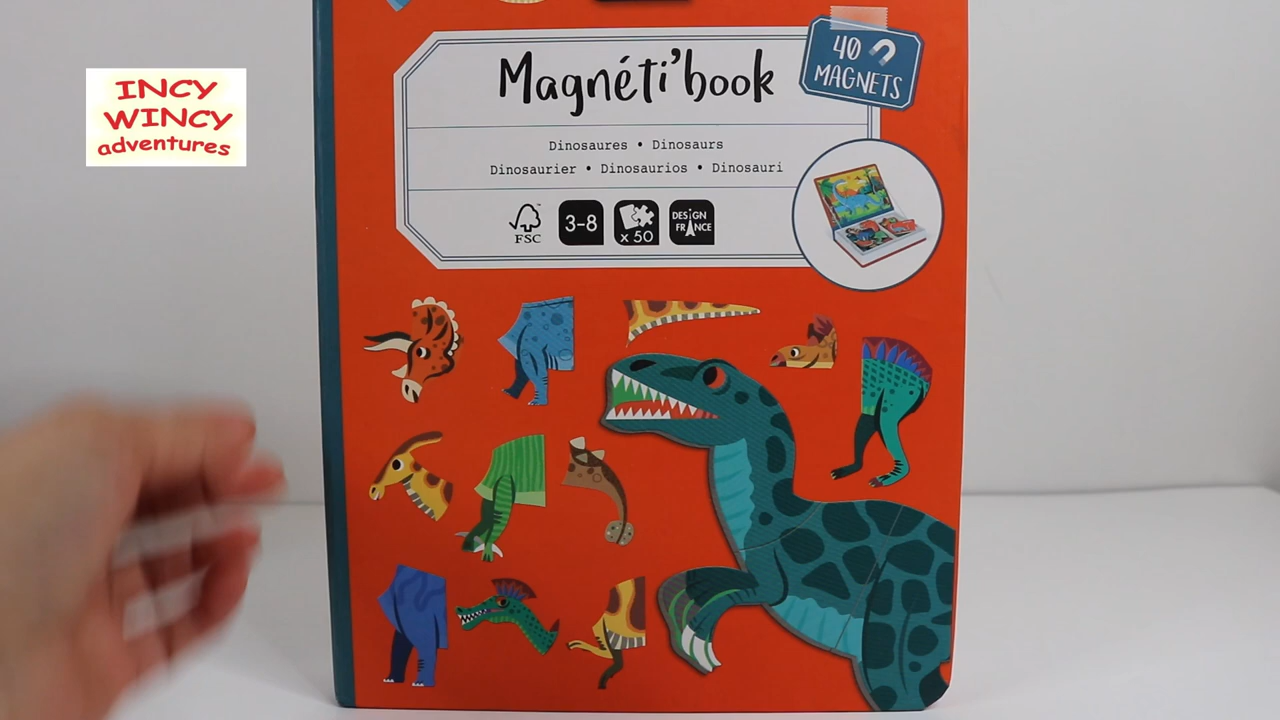 INCY
WINCY
adventures
Magnéti'book
40
MAGNETS
Dinosaures • Dinosaurs
Dinosaurier • Dinosaurios • Dinosauri
FSC
3-8
x 50
DESIGN
FRANCE